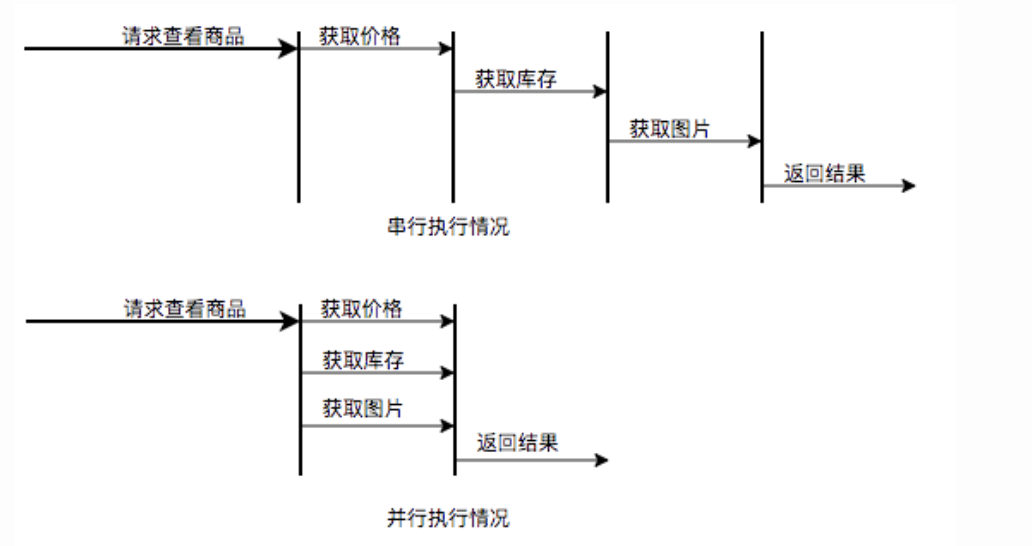 请求查看商品
获取价格
获取库存
获取图片
返回结果
串行执行情况
请求查看商品
获取价格
获取库存
获取图片
返回结果
并行执行情况